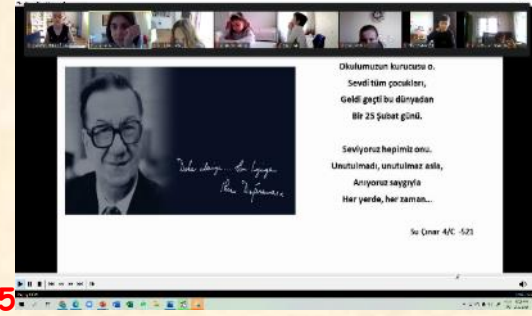 Okulumuzun kurucusu o.
Sevdi tüm çocukları,
Geldi geçti bu dünyadan
Bir 25 Şubat günü.
Seviyoruz hepimiz onu.
Unutulmadı, unutulmaz asla,
Anıyoruz saygıyla
Her yerde, her zaman...
Su Çınar 4/C -521
5